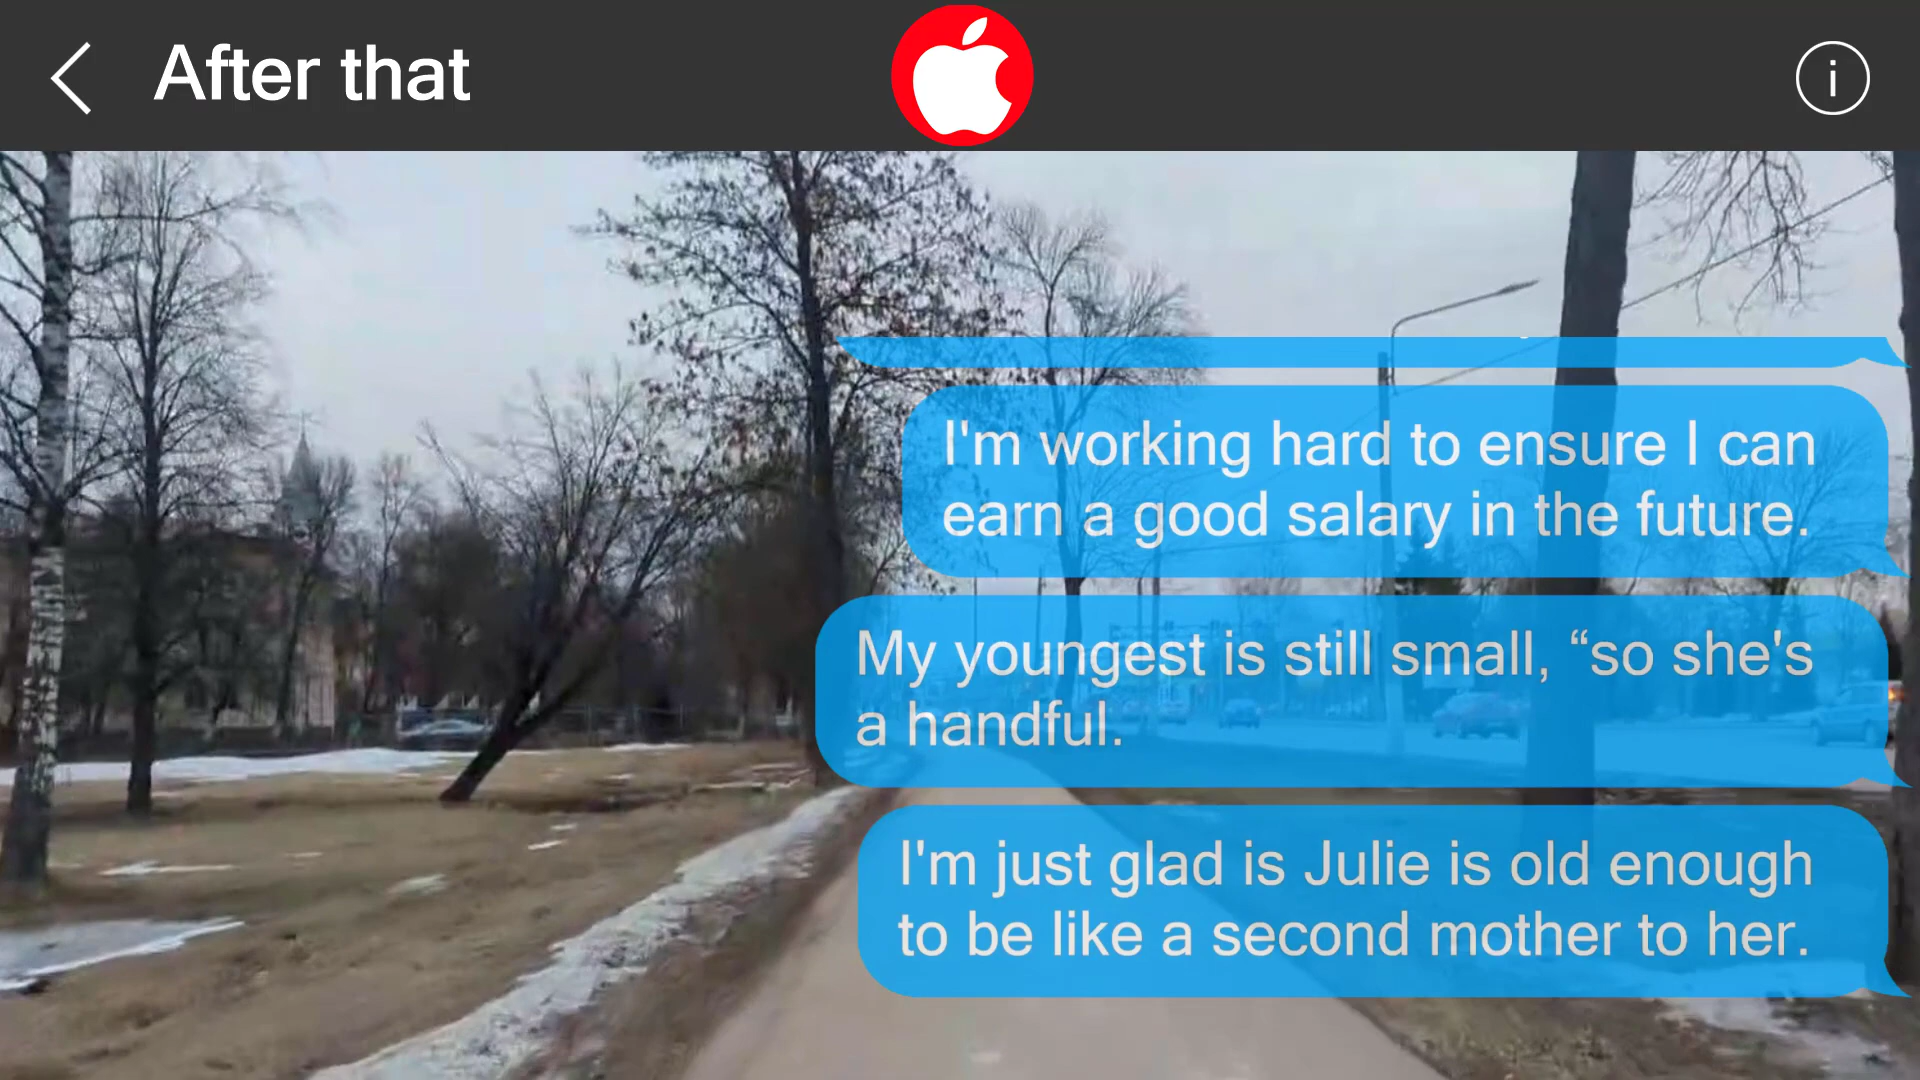 After that
i
I'm working hard to ensure I can
earn a good salary in the future.
My youngest is still small, “so she's
a handful.
I'm just glad is Julie is old enough
to be like a second mother to her.